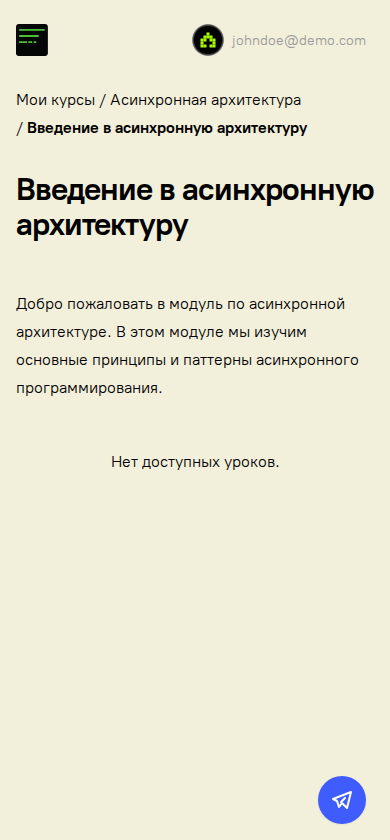 johndoe@demo.com
Мои курсы / Асинхронная архитектура
/ Введение в асинхронную архитектуру
Введение в асинхронную
архитектуру
Добро пожаловать в модуль по асинхронной
архитектуре. В этом модуле мы изучим
основные принципы и паттерны асинхронного
программирования.
Нет доступных уроков.